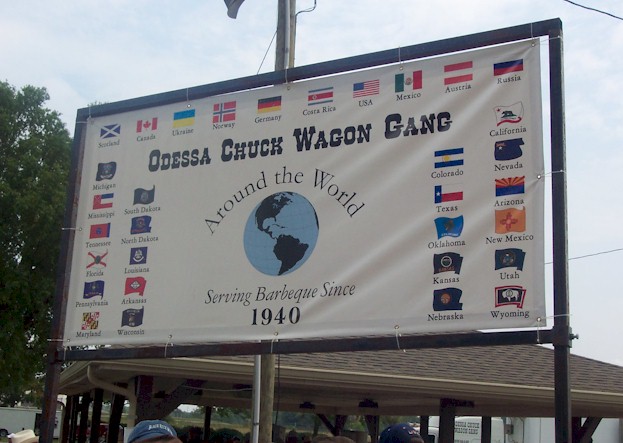 Scotland
Canada
Ukraine
Norway
Germany
Costa Rica
USA
Mexico
Austria
Russia
ODESSA CHUCK WAGON GANG
Around the World
Serving Barbeque Since
1940
Michigan
Mississippi
Tennessee
Florida
Pennsylvania
Maryland
South Dakota
North Dakota
Louisiana
Arkansas
Wisconsin
Colorado
Texas
Oklahoma
Kansas
Nebraska
California
Nevada
Arizona
New Mexico
Utah
Wyoming